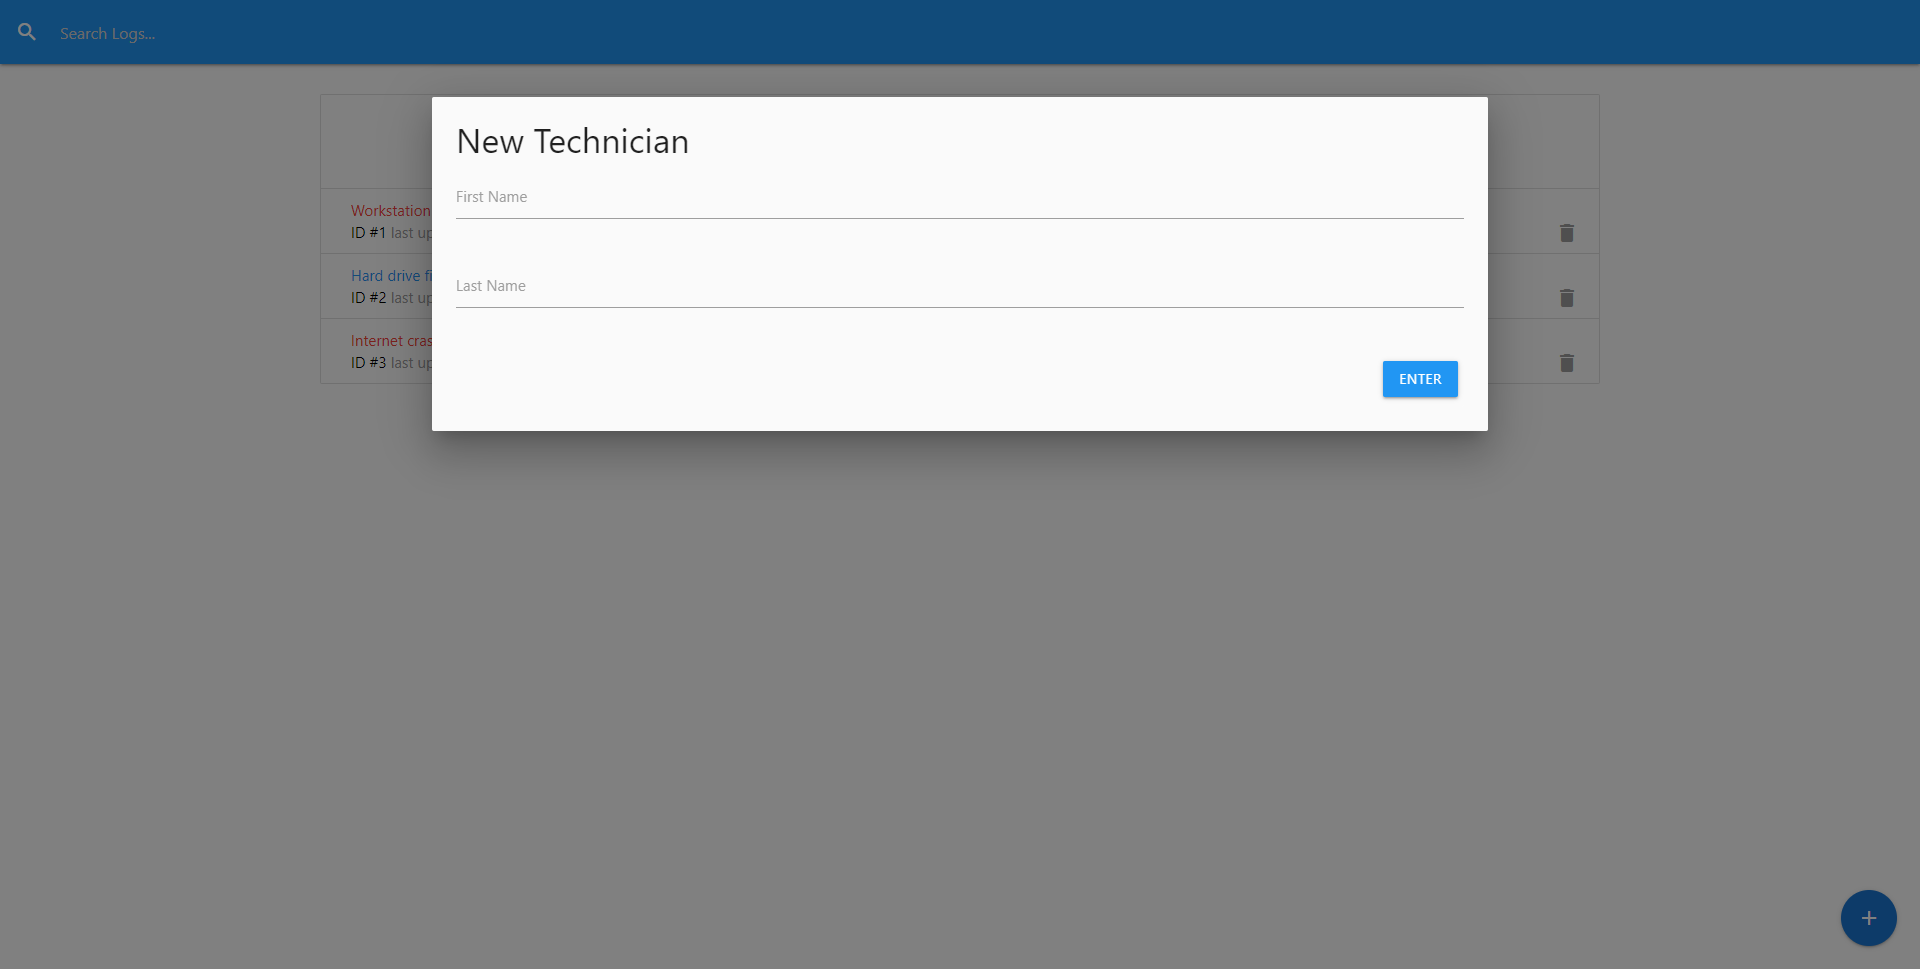 Search Logs...
New Technician
First Name
Workstation
ID #1 last up
Hard drive fi
Last Name
ID #2 last up
Internet cras
ID #3 last up
ENTER